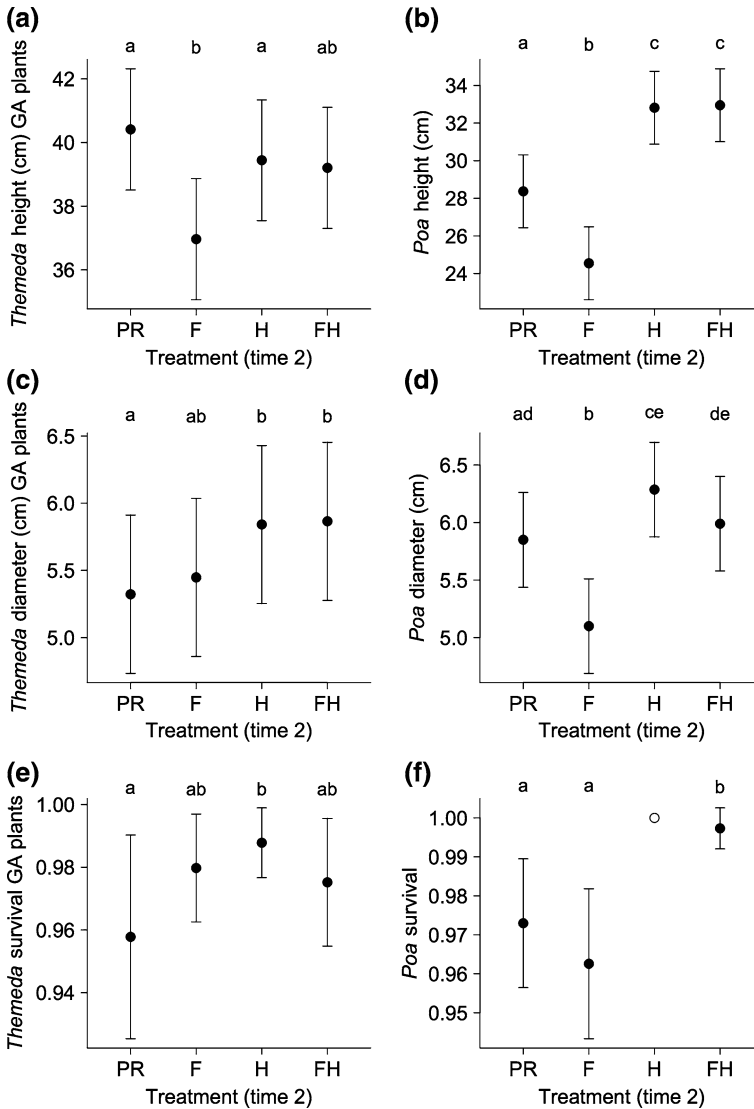 (a)
a b a ab
Themeda height (cm) GA plants
42
40
38
36
PR F H FH
Treatment (time 2)
(b)
a b c c
Poa height (cm)
34
32
30
28
26
24
PR F H FH
Treatment (time 2)
(c)
a ab b b
Themeda diameter (cm) GA plants
6.5
6.0
5.5
5.0
PR F H FH
Treatment (time 2)
(d)
ad b ce de
Poa diameter (cm)
6.5
6.0
5.5
5.0
PR F H FH
Treatment (time 2)
(e)
a ab b ab
Themeda survival GA plants
1.00
0.98
0.96
0.94
PR F H FH
Treatment (time 2)
(f)
a a b
Poa survival
1.00
0.99
0.98
0.97
0.96
0.95
PR F H FH
Treatment (time 2)